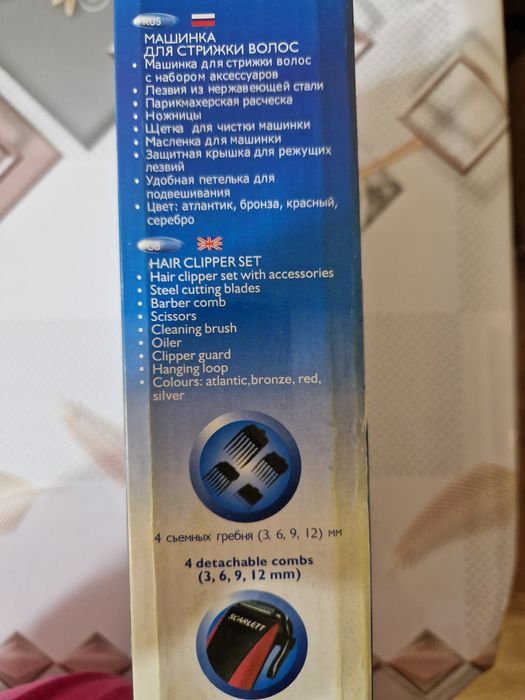 RUS
МАШИНКА
ДЛЯ СТРИЖКИ ВОЛОС
• Машинка для стрижки волос
с набором аксессуаров
• Лезвия из нержавеющей стали
• Парикмахерская расческа
• Ножницы
• Щетка для чистки машинки
• Масленка для машинки
• Защитная крышка для режущих
лезвий
• Удобная петелька для
подвешивания
• Цвет: атлантик, бронза, красный,
серебро
GB
HAIR CLIPPER SET
• Hair clipper set with accessories
• Steel cutting blades
• Barber comb
• Scissors
• Cleaning brush
• Oiler
• Clipper guard
• Hanging loop
• Colours: atlantic,bronze, red,
silver
4 съемных гребня (3, 6, 9, 12) мм
4 detachable combs
(3, 6, 9, 12 mm)
SCARLETT